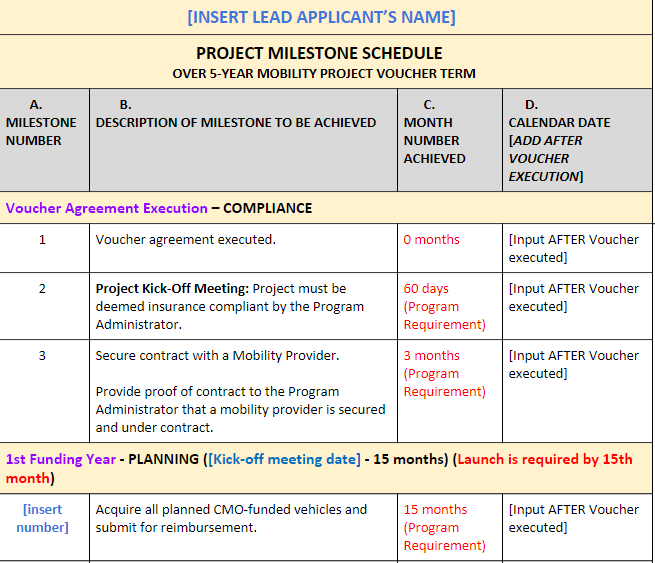 [INSERT LEAD APPLICANT'S NAME]
PROJECT MILESTONE SCHEDULE
OVER 5-YEAR MOBILITY PROJECT VOUCHER TERM
A.
MILESTONE
NUMBER
B.
DESCRIPTION OF MILESTONE TO BE ACHIEVED
C.
MONTH
NUMBER
ACHIEVED
D.
CALENDAR DATE
[ADD AFTER
VOUCHER
EXECUTION]
Voucher Agreement Execution – COMPLIANCE
1
Voucher agreement executed.
0 months
[Input AFTER Voucher
executed]
2
Project Kick-Off Meeting: Project must be
deemed insurance compliant by the Program
Administrator.
60 days
(Program
Requirement)
[Input AFTER Voucher
executed]
3
Secure contract with a Mobility Provider.
Provide proof of contract to the Program
Administrator that a mobility provider is secured
and under contract.
3 months
(Program
Requirement)
[Input AFTER Voucher
executed]
1st Funding Year - PLANNING ([Kick-off meeting date] - 15 months) (Launch is required by 15th
month)
[insert
number]
Acquire all planned CMO-funded vehicles and
submit for reimbursement.
15 months
(Program
Requirement)
[Input AFTER Voucher
executed]